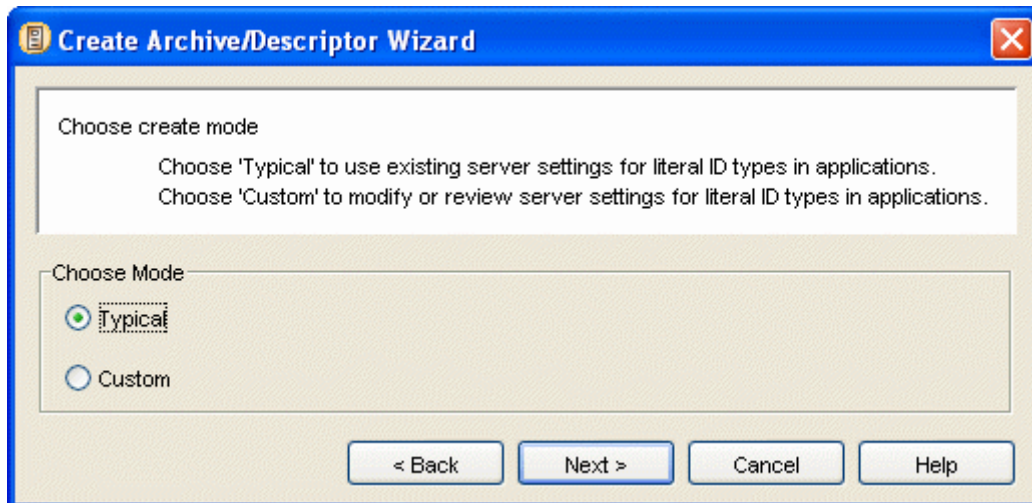 Create Archive/Descriptor Wizard
Choose create mode
Choose 'Typical' to use existing server settings for literal ID types in applications.
Choose 'Custom' to modify or review server settings for literal ID types in applications.
Choose Mode
Typical
Custom
< Back
Next >
Cancel
Help